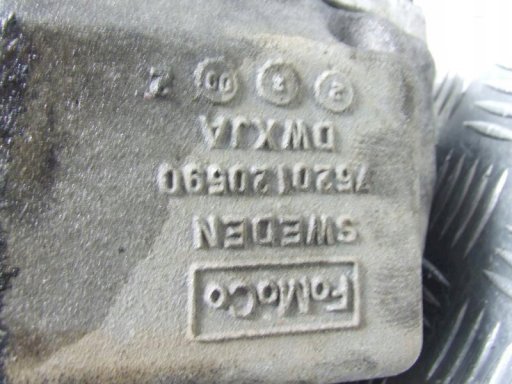 FoMoCo
SWEDEN
7520120590
DWXJA
Z